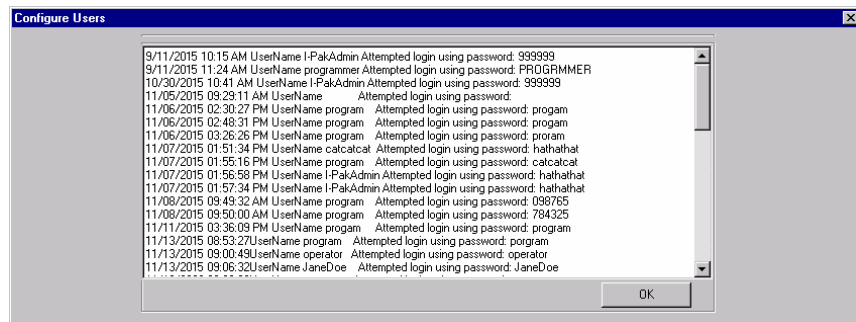 Configure Users
9/11/2015 10:15 AM UserName I-PakAdmin Attempted login using password: 999999
9/11/2015 11:24 AM UserName programmer Attempted login using password: PROGRMMER
10/30/2015 10:41 AM UserName I-PakAdmin Attempted login using password: 999999
11/05/2015 09:29:11 AM UserName Attempted login using password:
11/06/2015 02:30:27 PM UserName program Attempted login using password: progam
11/06/2015 02:48:31 PM UserName program Attempted login using password: progam
11/06/2015 03:26:26 PM UserName program Attempted login using password: proram
11/07/2015 01:51:34 PM UserName catcatcat Attempted login using password: hathathat
11/07/2015 01:55:16 PM UserName program Attempted login using password: catcatcat
11/07/2015 01:56:58 PM UserName I-PakAdmin Attempted login using password: hathathat
11/07/2015 01:57:34 PM UserName I-PakAdmin Attempted login using password: hathathat
11/08/2015 09:49:32 AM UserName program Attempted login using password: 098765
11/08/2015 09:50:00 AM UserName program Attempted login using password: 784325
11/11/2015 03:36:09 PM UserName progam Attempted login using password: program
11/13/2015 08:53:27UserName program Attempted login using password: porgram
11/13/2015 09:00:49UserName operator Attempted login using password: operator
11/13/2015 09:06:32UserName JaneDoe Attempted login using password: JaneDoe
OK